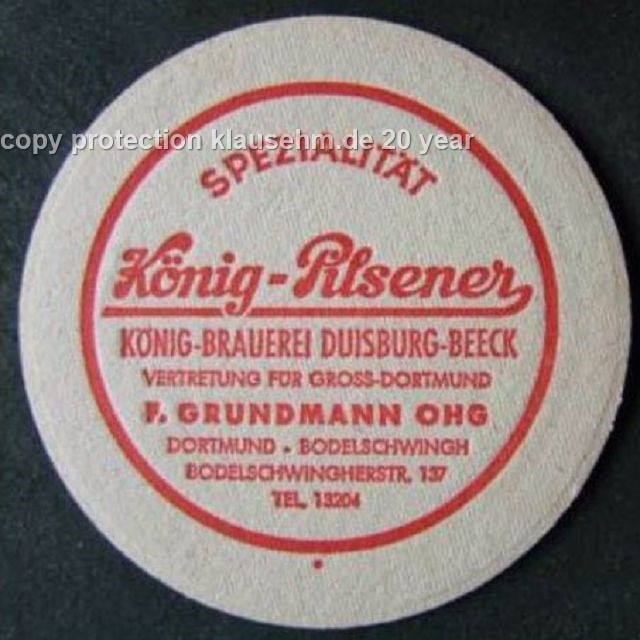 copy protection klausehm.de 20 year
SPEZIALITÄT
König-Pilsener
KÖNIG-BRAUEREI DUISBURG-BEECK
VERTRETUNG FÜR GROSS-DORTMUND
F. GRUNDMANN OHG
DORTMUND - BODELSCHWINGH
BODELSCHWINGHERSTR. 137
TEL. 13204